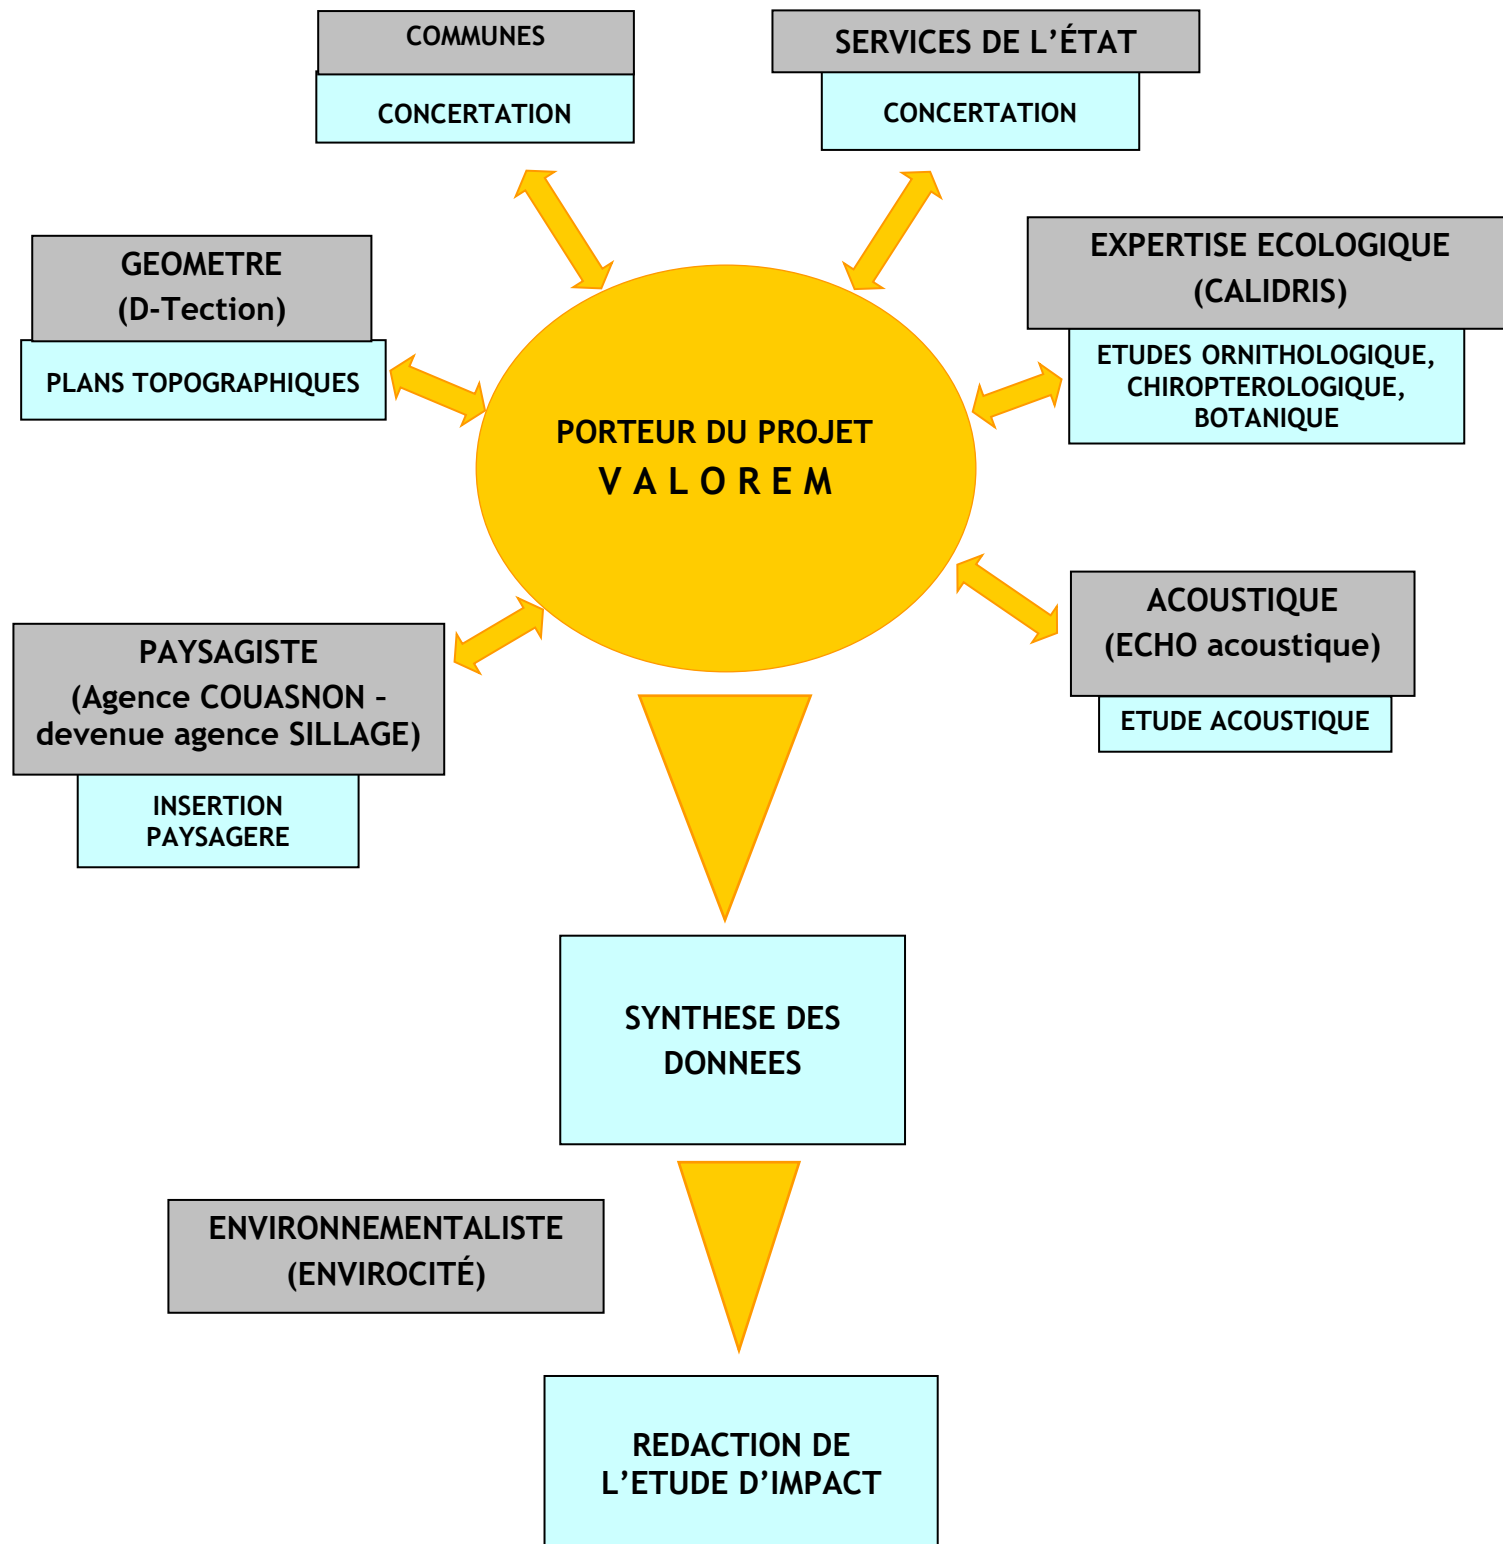 COMMUNES
CONCERTATION
SERVICES DE L’ÉTAT
CONCERTATION
GEOMETRE
(D-Tection)
PLANS TOPOGRAPHIQUES
EXPERTISE ECOLOGIQUE
(CALIDRIS)
ETUDES ORNITHOLOGIQUE,
CHIROPTEROLOGIQUE,
BOTANIQUE
PORTEUR DU PROJET
V A L O R E M
PAYSAGISTE
(Agence COUASNON –
devenue agence SILLAGE)
INSERTION
PAYSAGERE
ACOUSTIQUE
(ECHO acoustique)
ETUDE ACOUSTIQUE
SYNTHESE DES
DONNEES
ENVIRONNEMENTALISTE
(ENVIROCITÉ)
REDACTION DE
L’ETUDE D’IMPACT